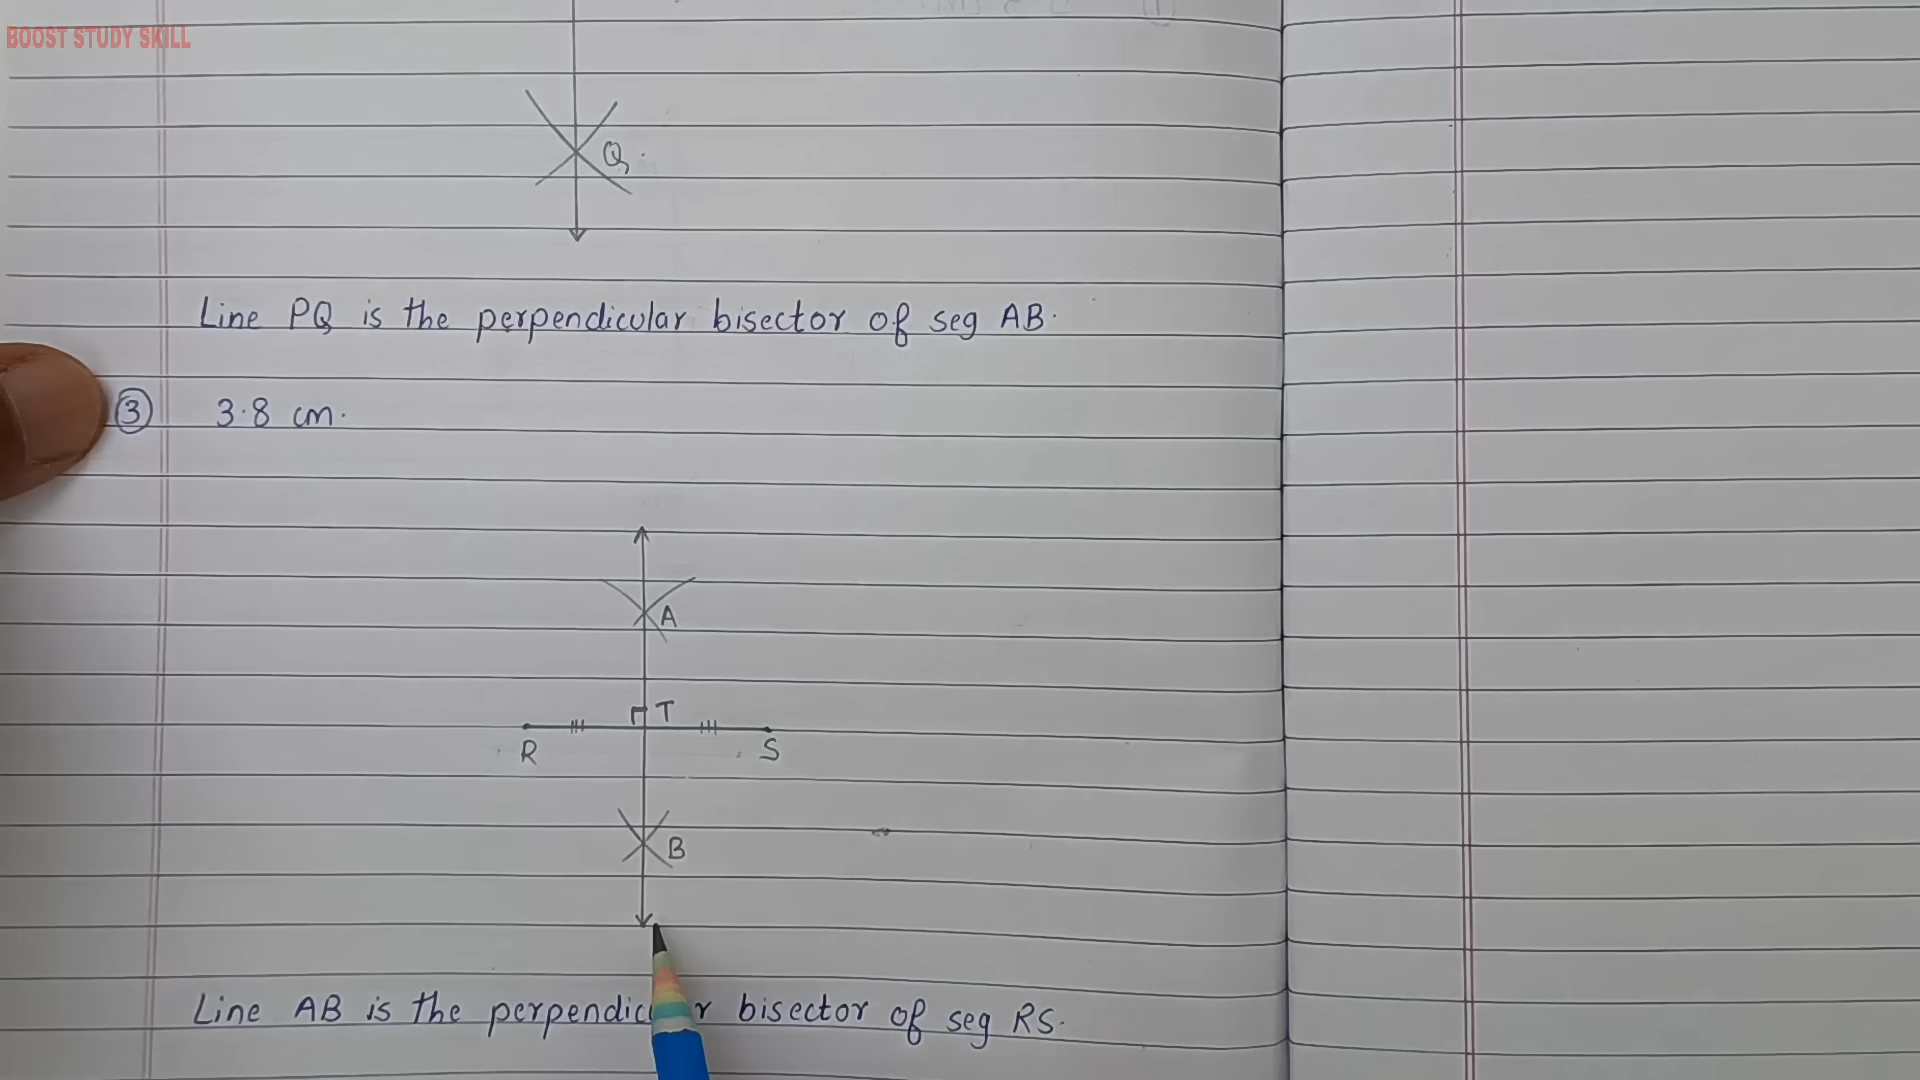 BOOST STUDY SKILL
Q.
Line PQ is the perpendicular bisector of seg AB.
③ 3.8 cm.
A
T
R S
B
Line AB is the perpendicular bisector of seg RS.